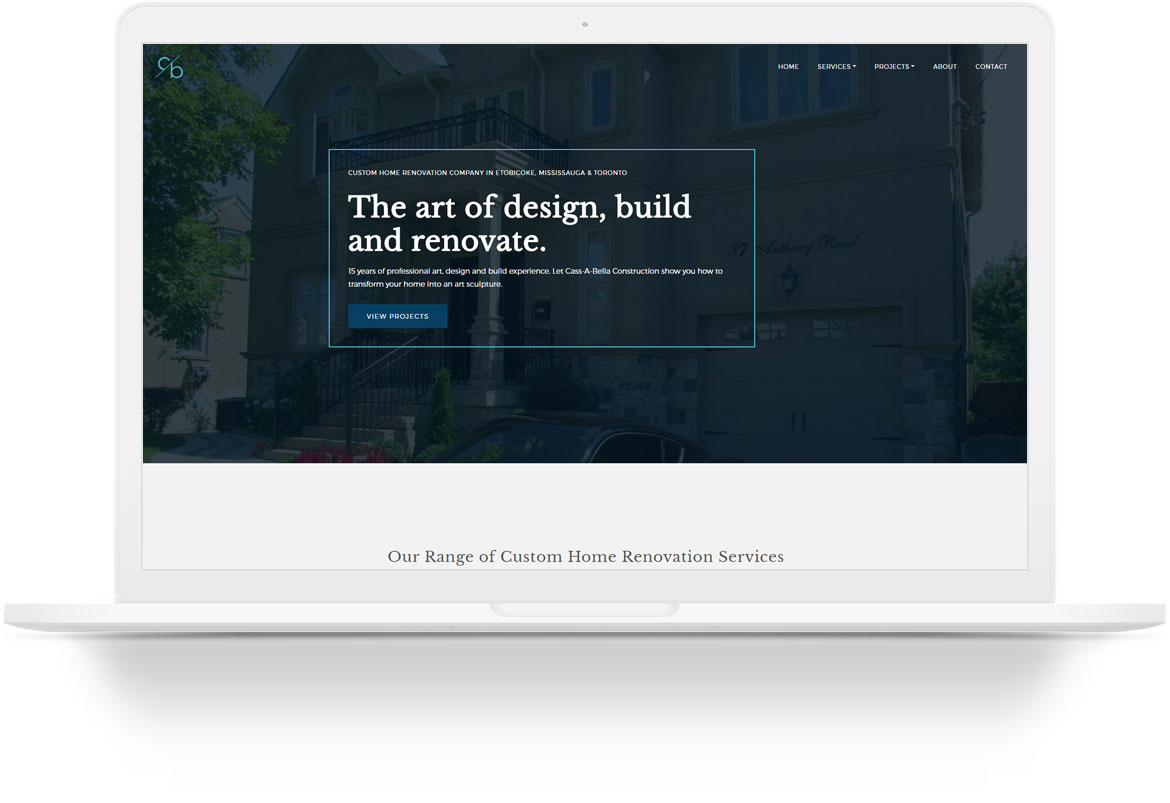 cb
HOME SERVICES PROJECTS ABOUT CONTACT
CUSTOM HOME RENOVATION COMPANY IN ETOBICOKE, MISSISSAUGA & TORONTO
The art of design, build
and renovate.
15 years of professional art, design and build experience. Let Cass-A-Bella Construction show you how to
transform your home into an art sculpture.
VIEW PROJECTS
87 Anthony Road
Our Range of Custom Home Renovation Services